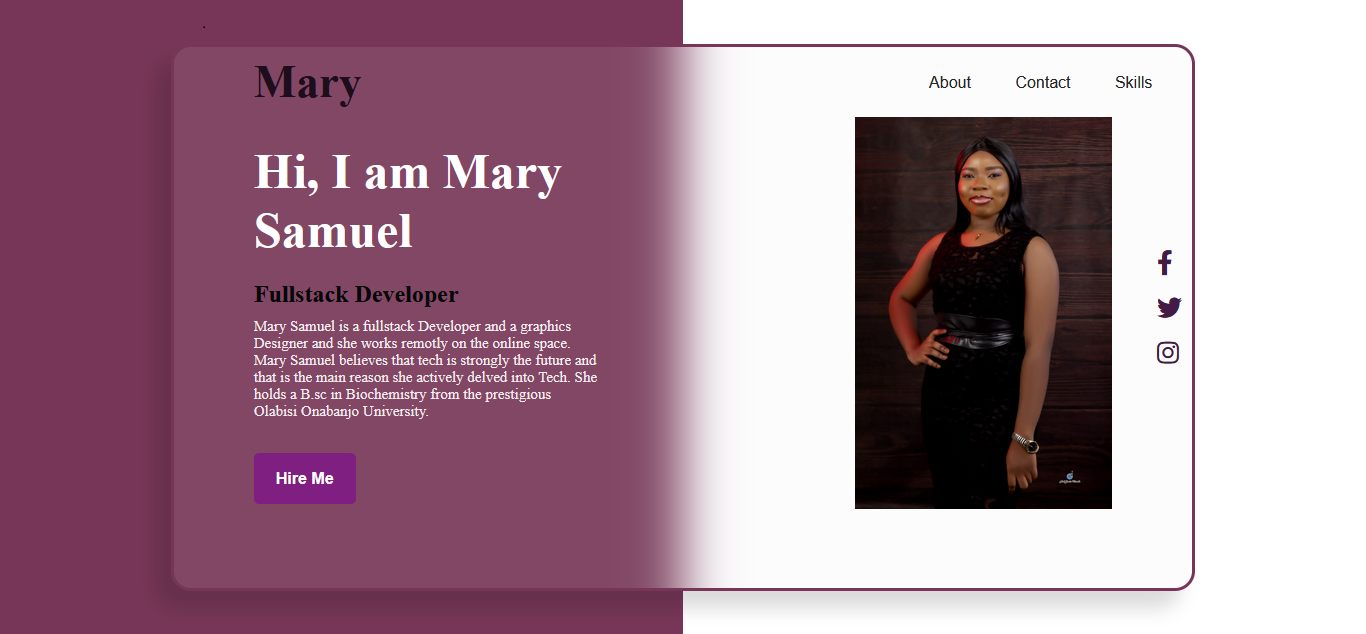 Mary
About Contact Skills
Hi, I am Mary
Samuel
Fullstack Developer
Mary Samuel is a fullstack Developer and a graphics
Designer and she works remotly on the online space.
Mary Samuel believes that tech is strongly the future and
that is the main reason she actively delved into Tech. She
holds a B.sc in Biochemistry from the prestigious
Olabisi Onabanjo University.
Hire Me